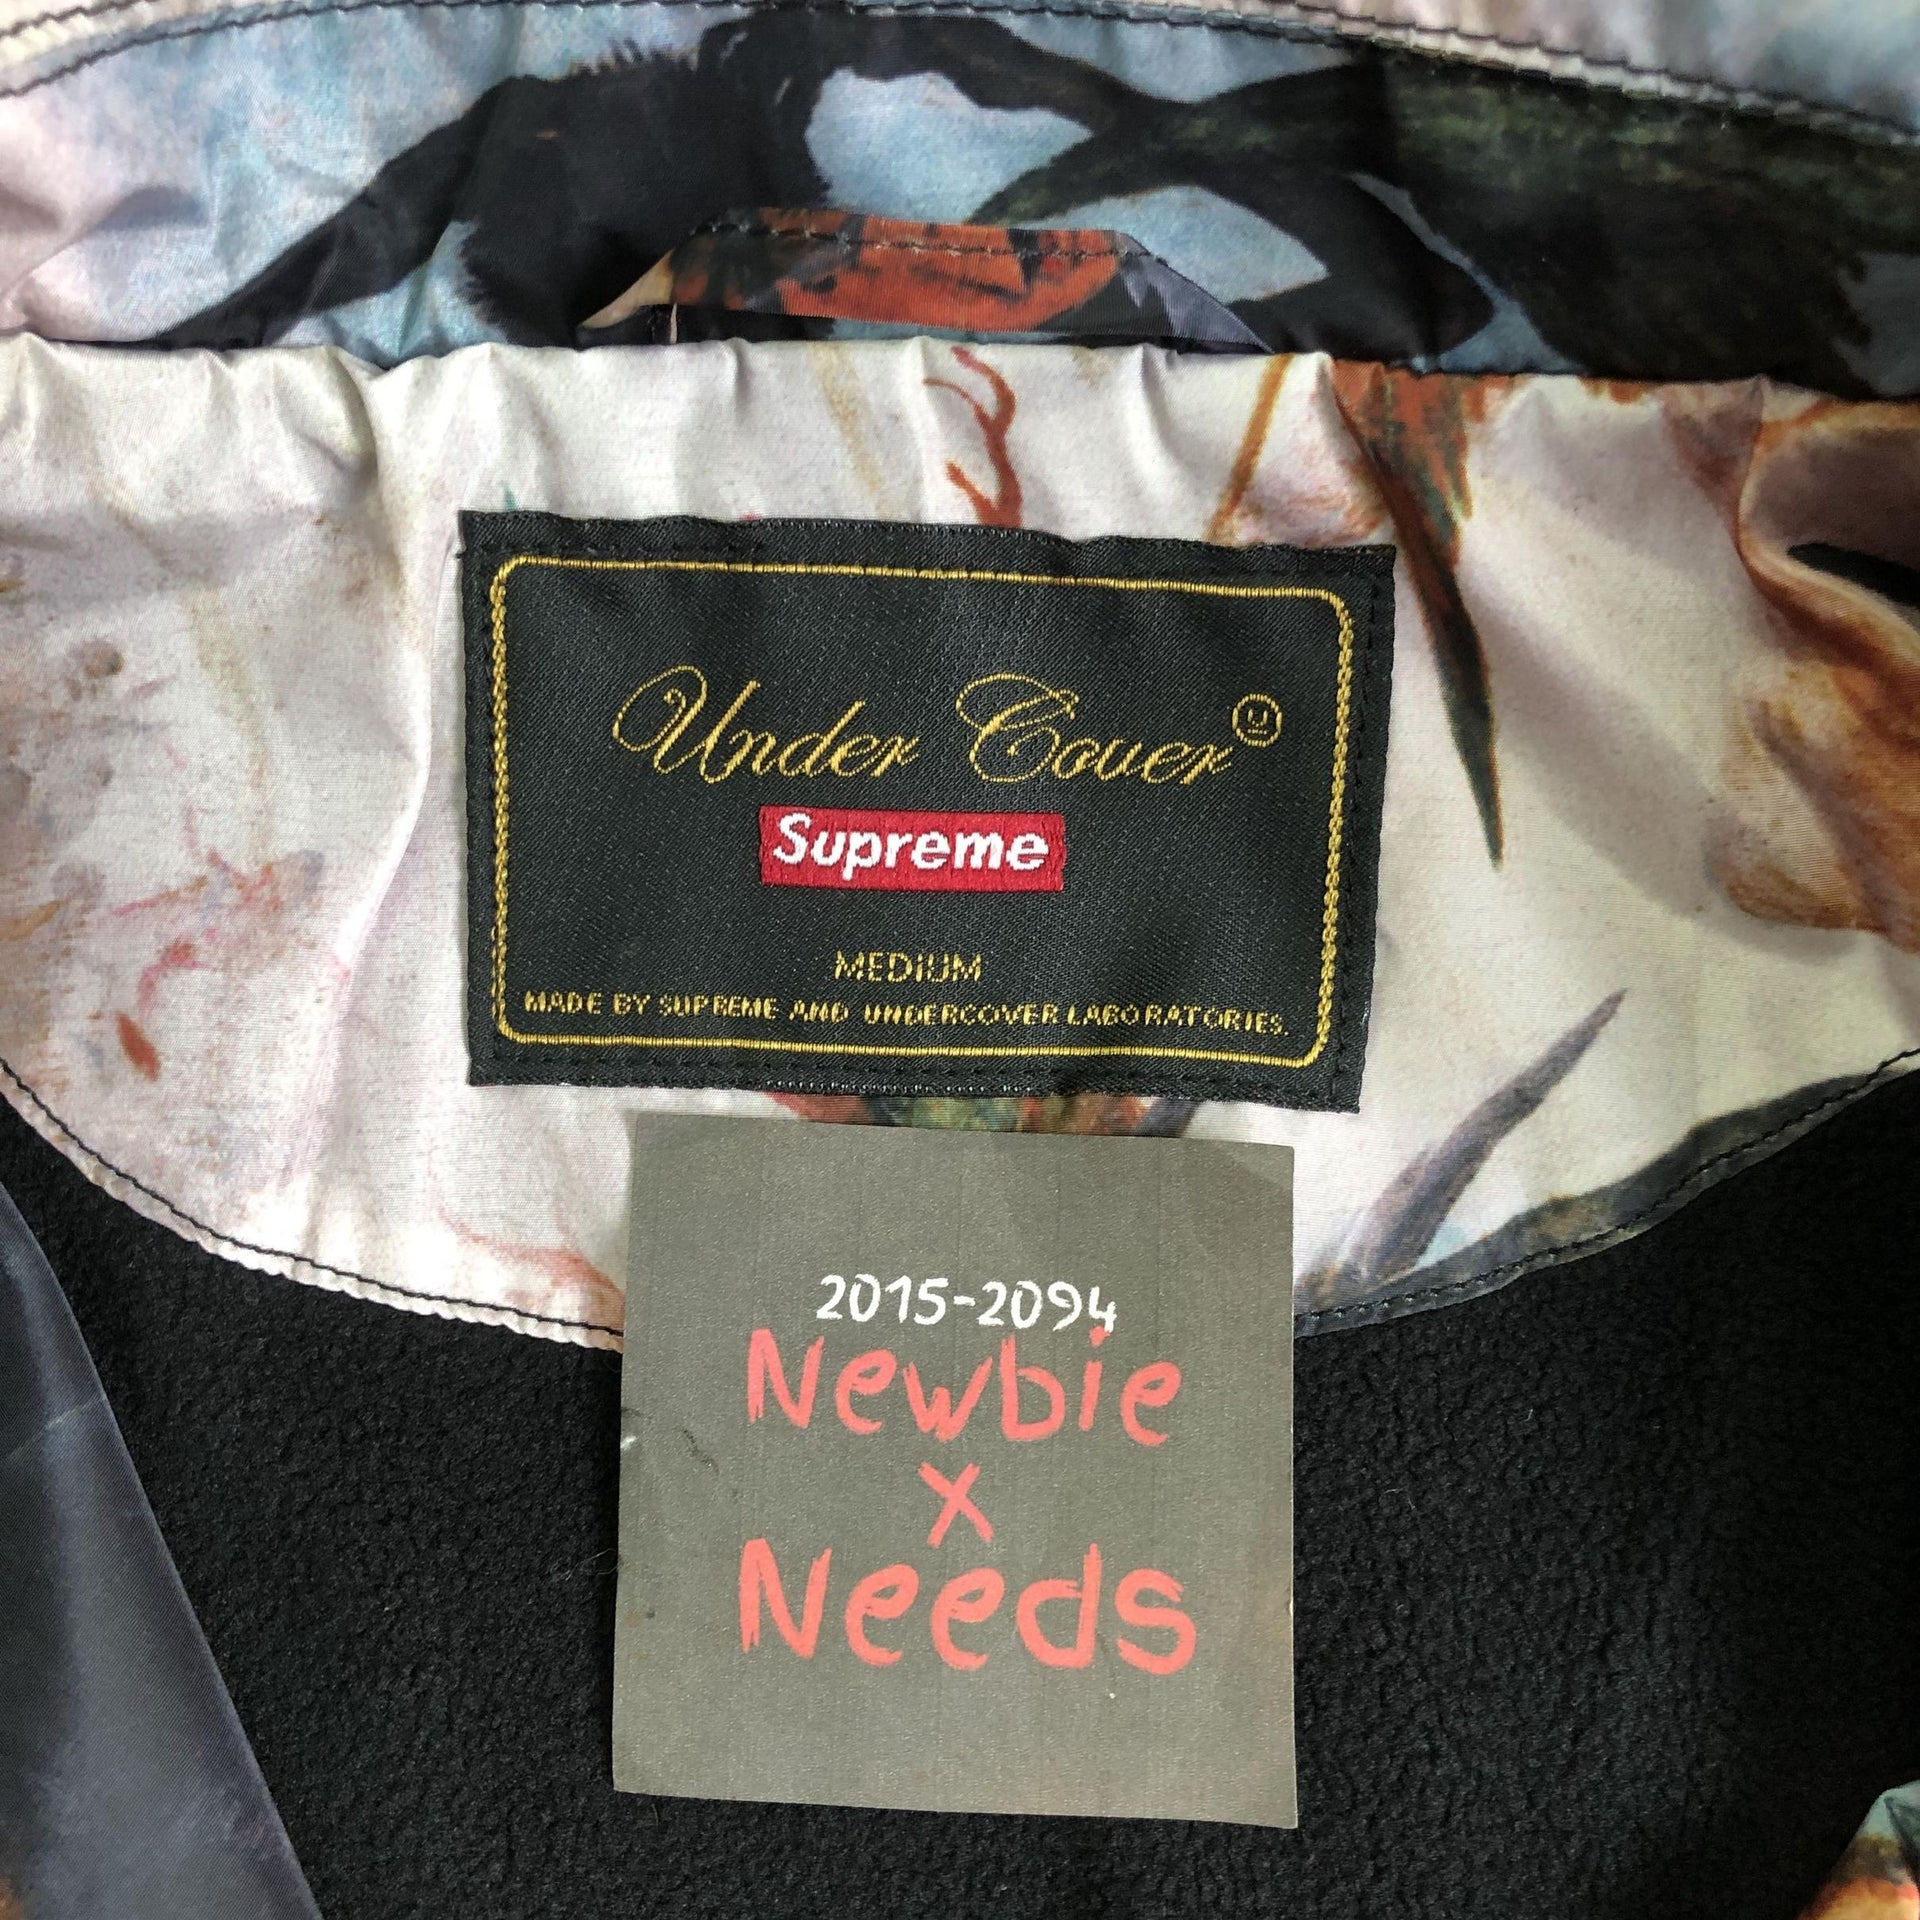 Under Cover
Supreme
MEDIUM
MADE BY SUPREME AND UNDERCOVER LABORATORIES.
2015-2094
Newbie
x
Needs